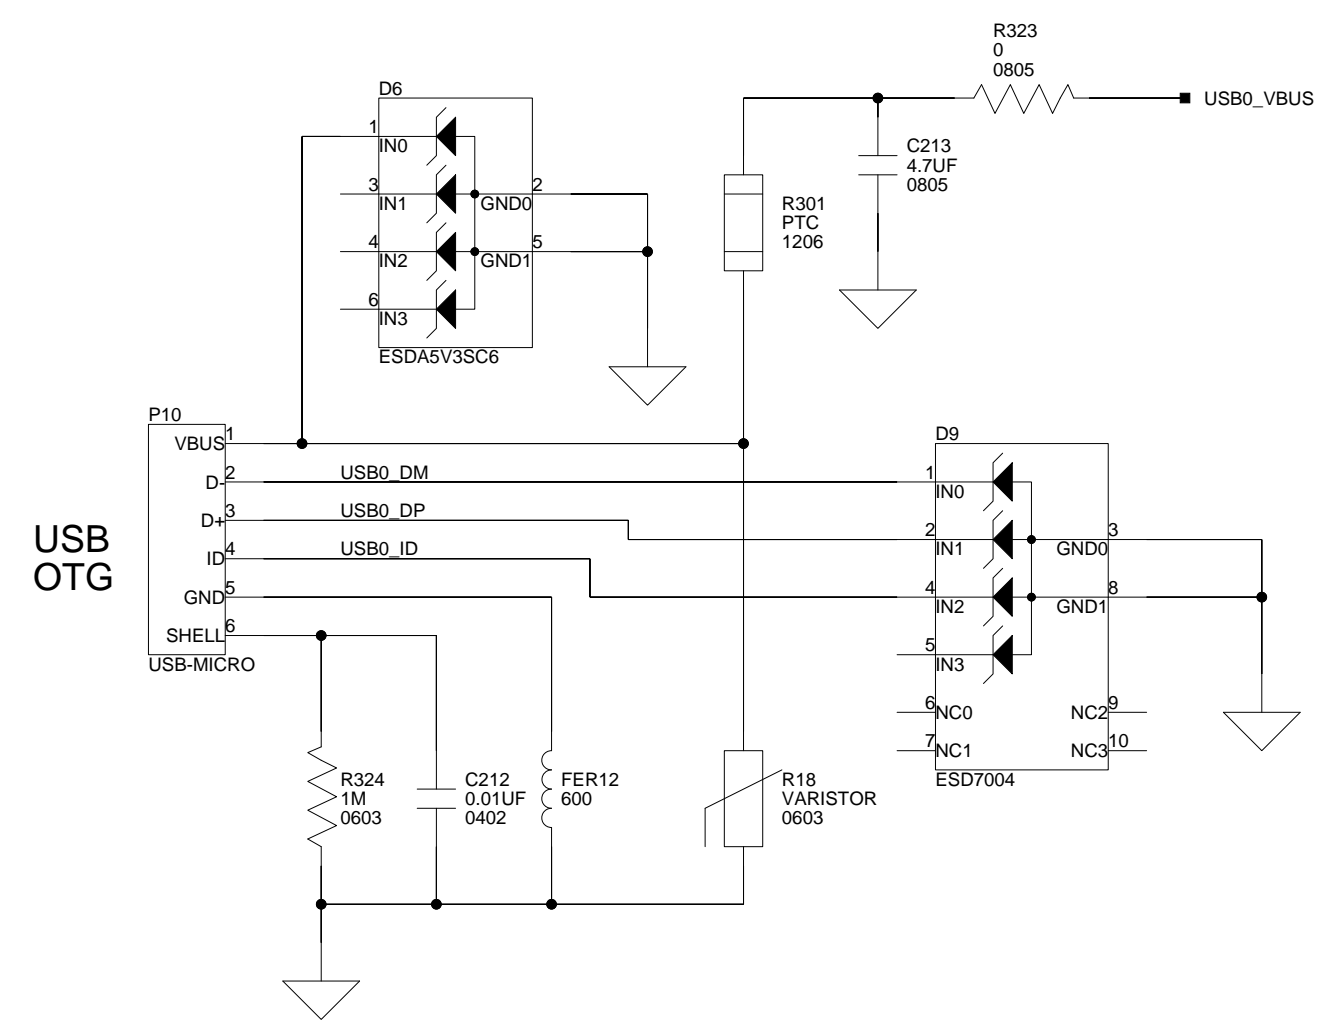 R323
0
0805
USB0_VBUS
D6
1
IN0
3
IN1
4
IN2
6
IN3
2
GND0
5
GND1
ESDA5V3SC6
C213
4.7UF
0805
R301
PTC
1206
P10
VBUS 1
D- 2
D+ 3
ID 4
GND 5
SHELL 6
USB-MICRO
USB
OTG
USB0_DM
USB0_DP
USB0_ID
D9
1
IN0
2
IN1
4
IN2
5
IN3
6
NC0
7
NC1
3
GND0
8
GND1
9
NC2
10
NC3
ESD7004
R324
1M
0603
C212
0.01UF
0402
FER12
600
R18
VARISTOR
0603